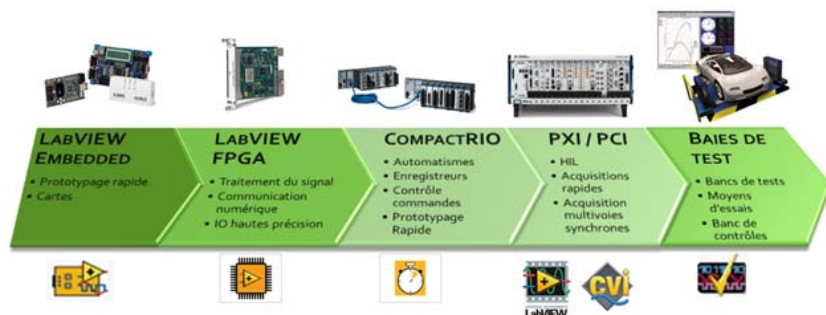 LABVIEW
EMBEDDED
• Prototypage rapide
• Cartes
LABVIEW
FPGA
• Traitement du signal
• Communication
numérique
• IO hautes précision
COMPACTRIO
• Automatismes
• Enregistreurs
• Contrôle
commandes
• Prototypage
Rapide
PXI / PCI
• HIL
• Acquisitions
rapides
• Acquisition
multivoies
synchrones
BAIES DE
TEST
• Bancs de tests
• Moyens
d'essais
• Banc de
contrôles
LabVIEW
CVI